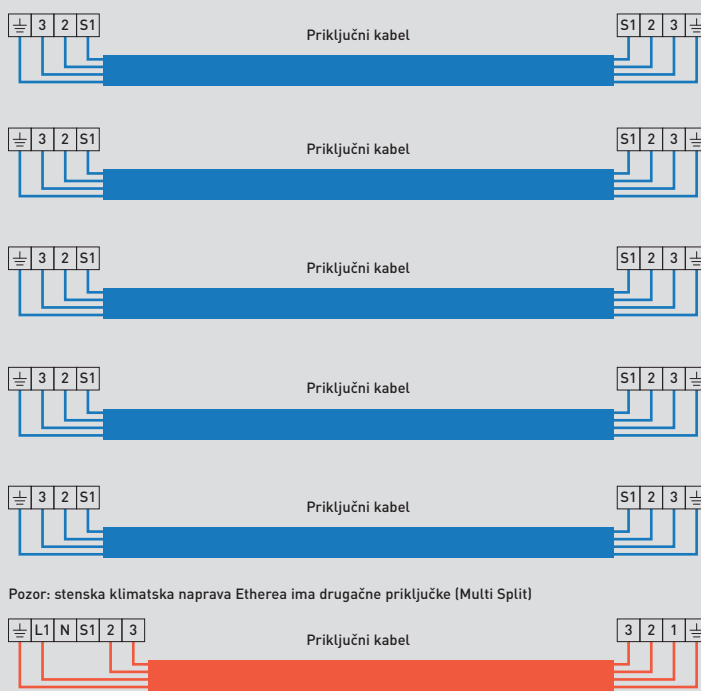 ⏚ 3 2 S1 Priključni kabel S1 2 3 ⏚
⏚ 3 2 S1 Priključni kabel S1 2 3 ⏚
⏚ 3 2 S1 Priključni kabel S1 2 3 ⏚
⏚ 3 2 S1 Priključni kabel S1 2 3 ⏚
⏚ 3 2 S1 Priključni kabel S1 2 3 ⏚
Pozor: stenska klimatska naprava Etherea ima drugačne priključke (Multi Split)
⏚ L1 N S1 2 3 Priključni kabel 3 2 1 ⏚